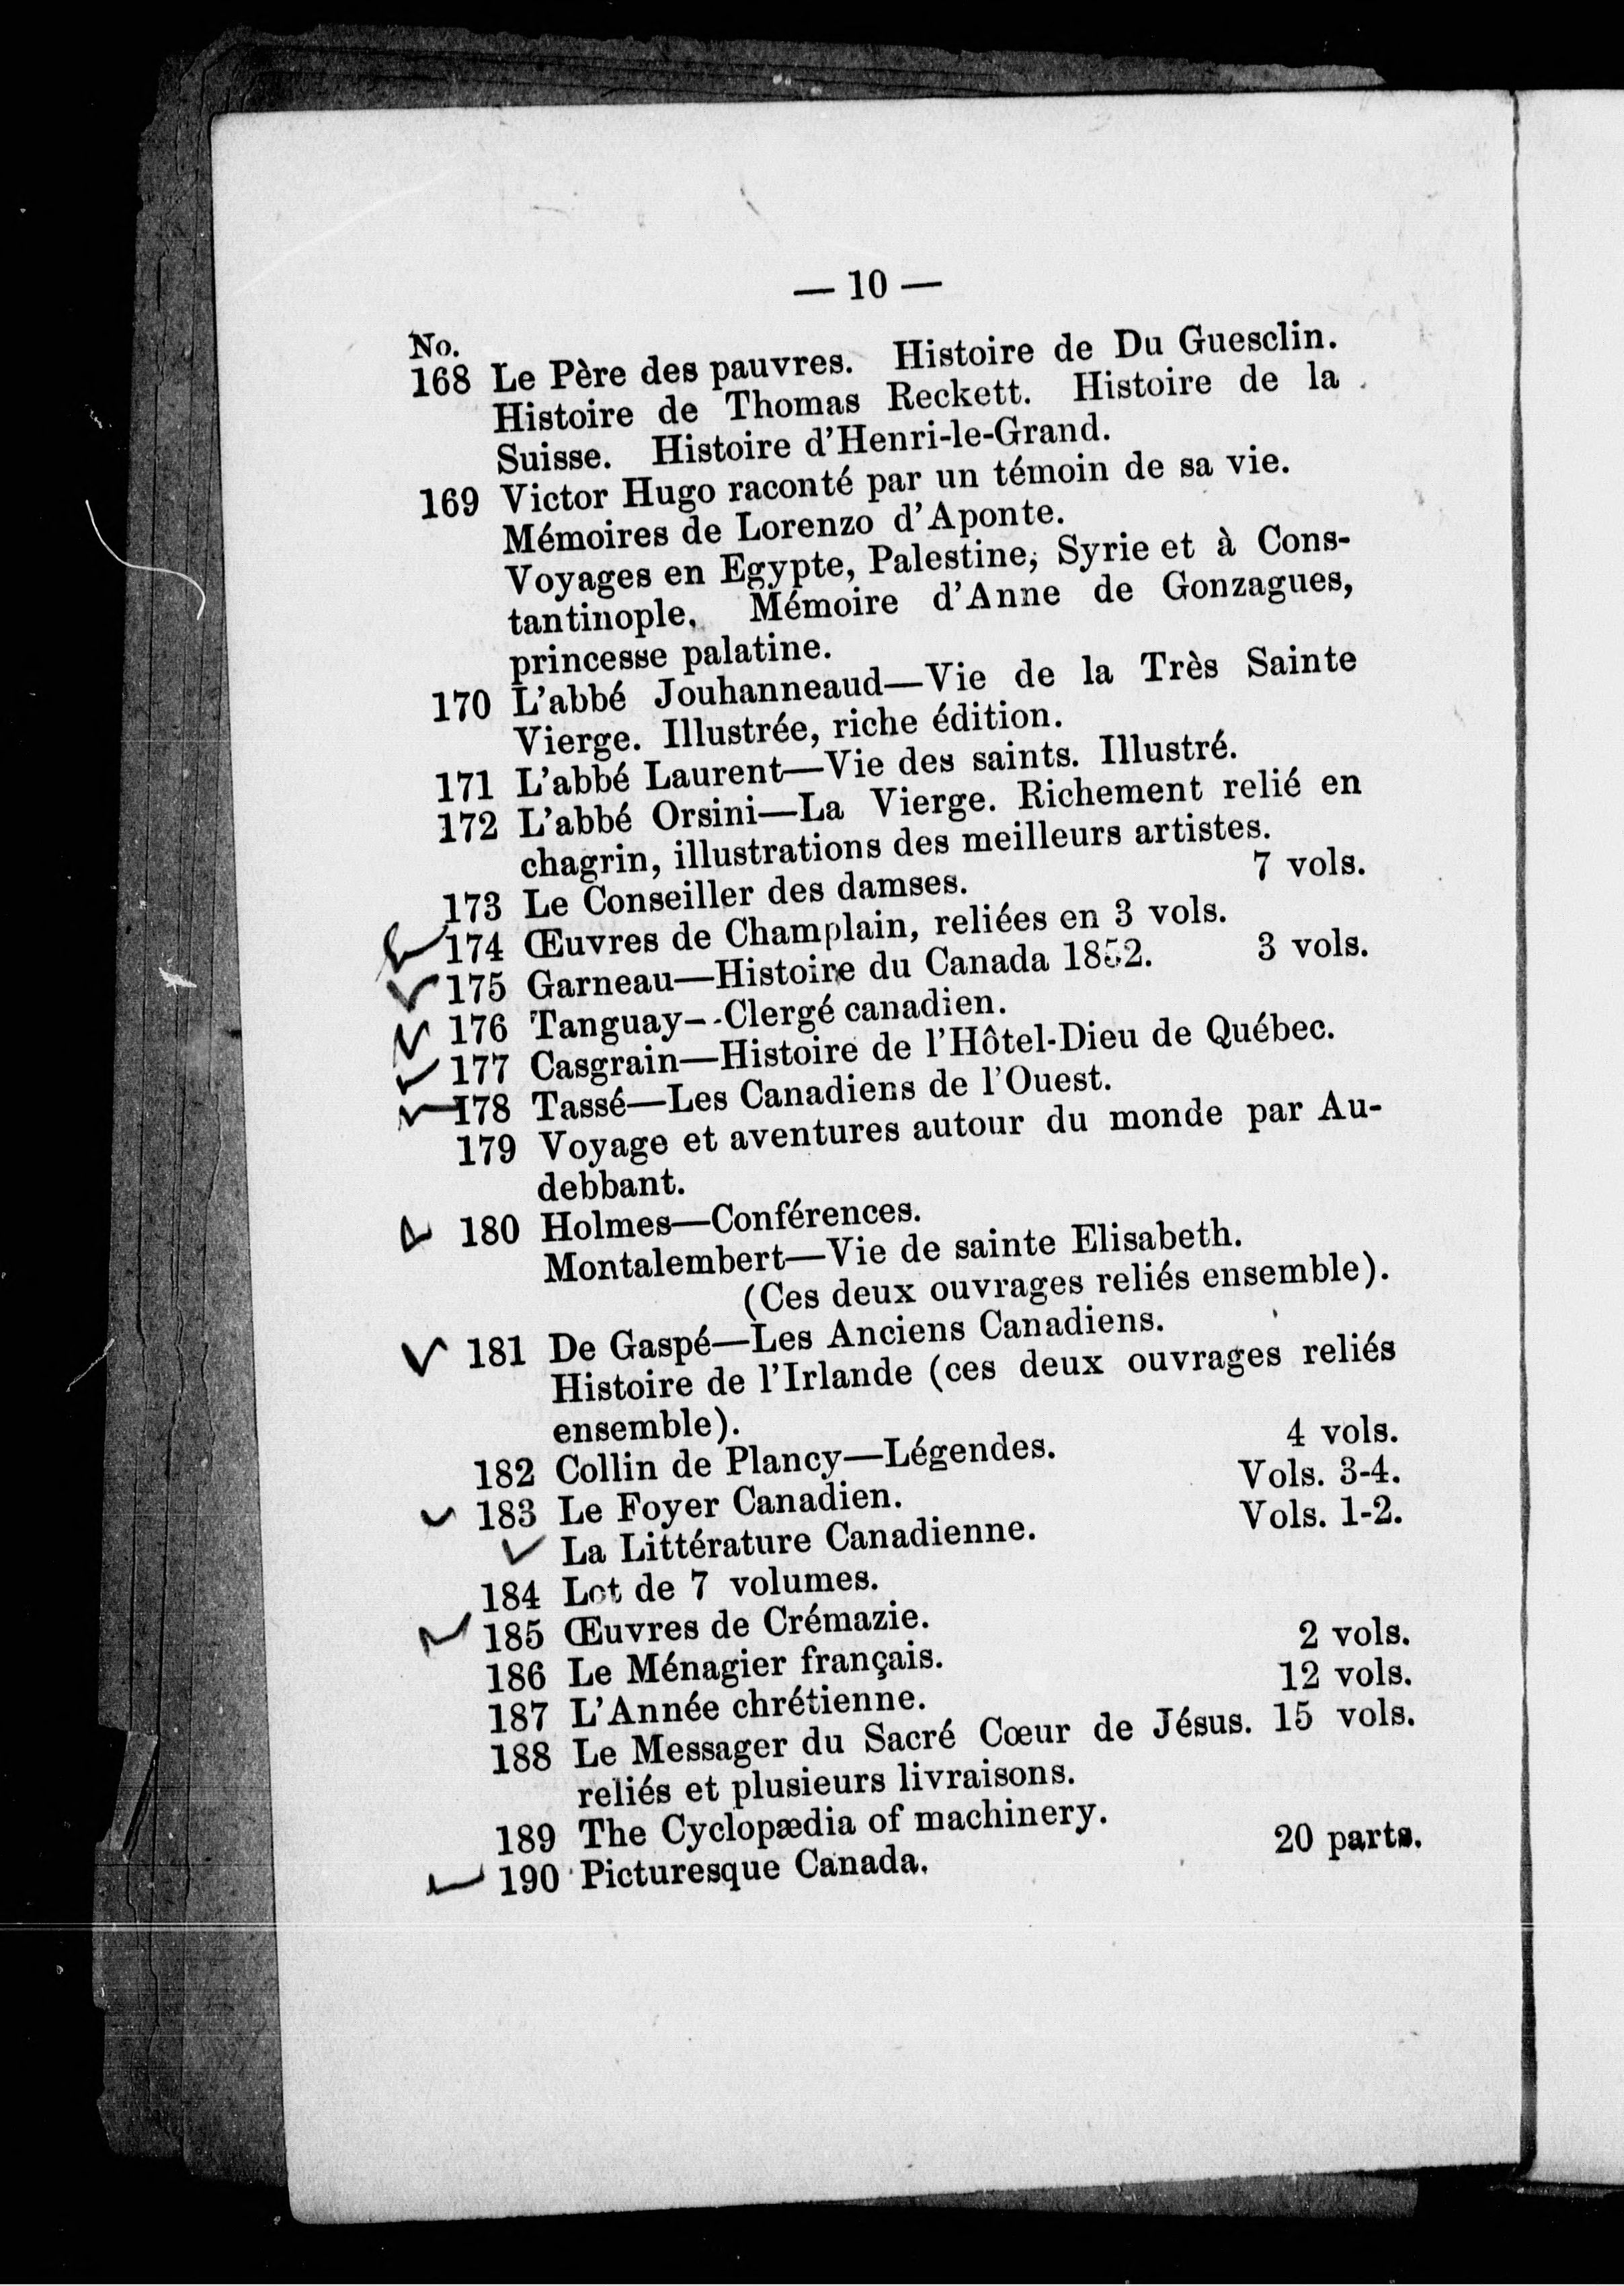 — 10 —
No.
168 Le Père des pauvres. Histoire de Du Guesclin.
Histoire de Thomas Reckett. Histoire de la
Suisse. Histoire d'Henri-le-Grand.
169 Victor Hugo raconté par un témoin de sa vie.
Mémoires de Lorenzo d'Aponte.
Voyages en Egypte, Palestine, Syrie et à Cons-
tantinople. Mémoire d'Anne de Gonzagues,
princesse palatine.
170 L'abbé Jouhanneaud—Vie de la Très Sainte
Vierge. Illustrée, riche édition.
171 L'abbé Laurent—Vie des saints. Illustré.
172 L'abbé Orsini—La Vierge. Richement relié en
chagrin, illustrations des meilleurs artistes.
173 Le Conseiller des damses. 7 vols.
174 Œuvres de Champlain, reliées en 3 vols.
175 Garneau—Histoire du Canada 1852. 3 vols.
176 Tanguay--Clergé canadien.
177 Casgrain—Histoire de l'Hôtel-Dieu de Québec.
178 Tassé—Les Canadiens de l'Ouest.
179 Voyage et aventures autour du monde par Au-
debbant.
180 Holmes—Conférences.
Montalembert—Vie de sainte Elisabeth.
(Ces deux ouvrages reliés ensemble).
181 De Gaspé—Les Anciens Canadiens.
Histoire de l'Irlande (ces deux ouvrages reliés
ensemble).
182 Collin de Plancy—Légendes. 4 vols.
183 Le Foyer Canadien. Vols. 3-4.
La Littérature Canadienne. Vols. 1-2.
184 Lot de 7 volumes.
185 Œuvres de Crémazie.
186 Le Ménagier français. 2 vols.
187 L'Année chrétienne. 12 vols.
188 Le Messager du Sacré Cœur de Jésus. 15 vols.
reliés et plusieurs livraisons.
189 The Cyclopædia of machinery.
190 Picturesque Canada. 20 parts.